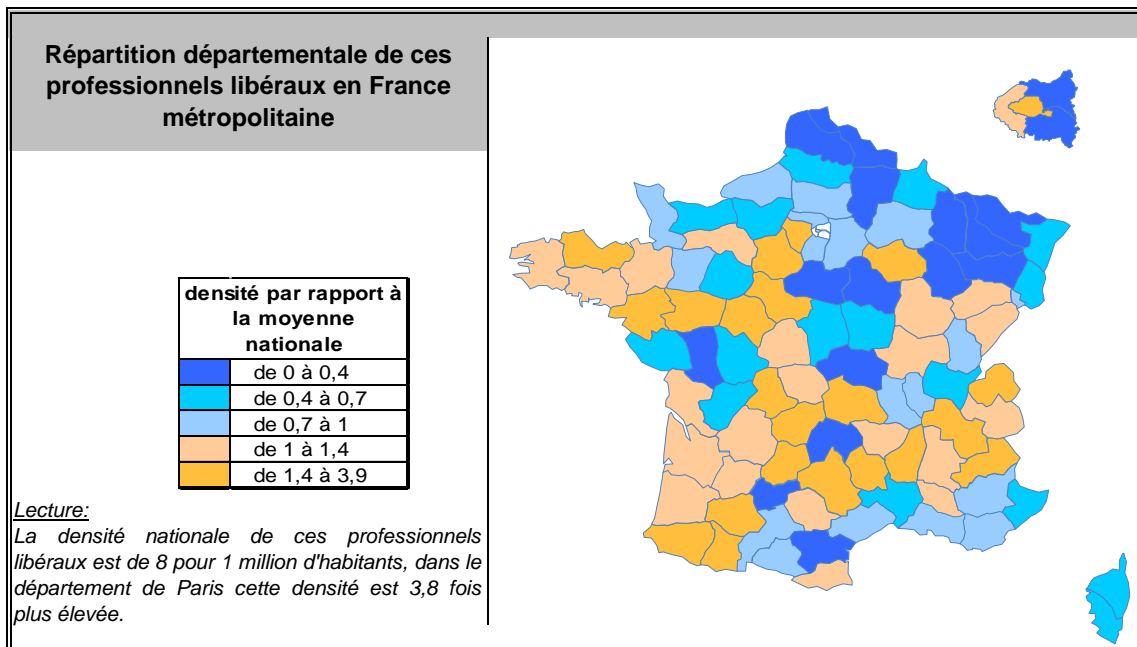 Répartition départementale de ces
professionnels libéraux en France
métropolitaine
densité par rapport à
la moyenne
nationale
de 0 à 0,4
de 0,4 à 0,7
de 0,7 à 1
de 1 à 1,4
de 1,4 à 3,9
Lecture:
La densité nationale de ces professionnels
libéraux est de 8 pour 1 million d'habitants, dans le
département de Paris cette densité est 3,8 fois
plus élevée.